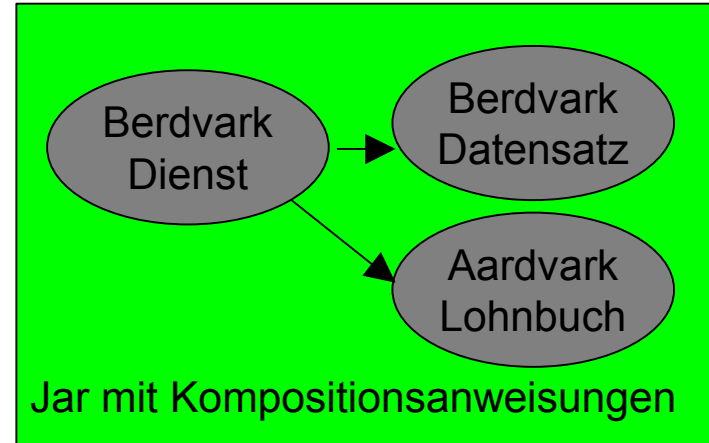 Berdvark
Dienst
Berdvark
Datensatz
Aardvark
Lohnbuch
Jar mit Kompositionsanweisungen